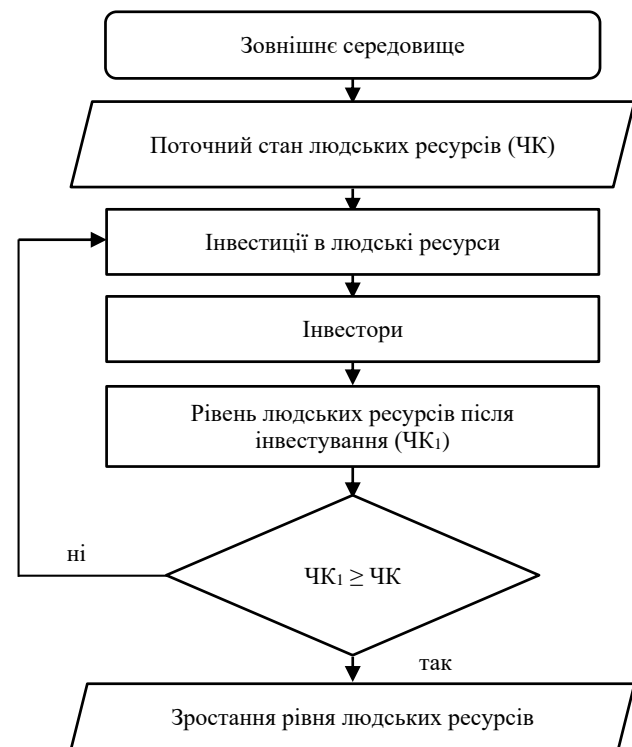 Зовнішнє середовище
Поточний стан людських ресурсів (ЧК)
Інвестиції в людські ресурси
Інвестори
Рівень людських ресурсів після
інвестування (ЧК₁)
ні
ЧК₁ ≥ ЧК
так
Зростання рівня людських ресурсів